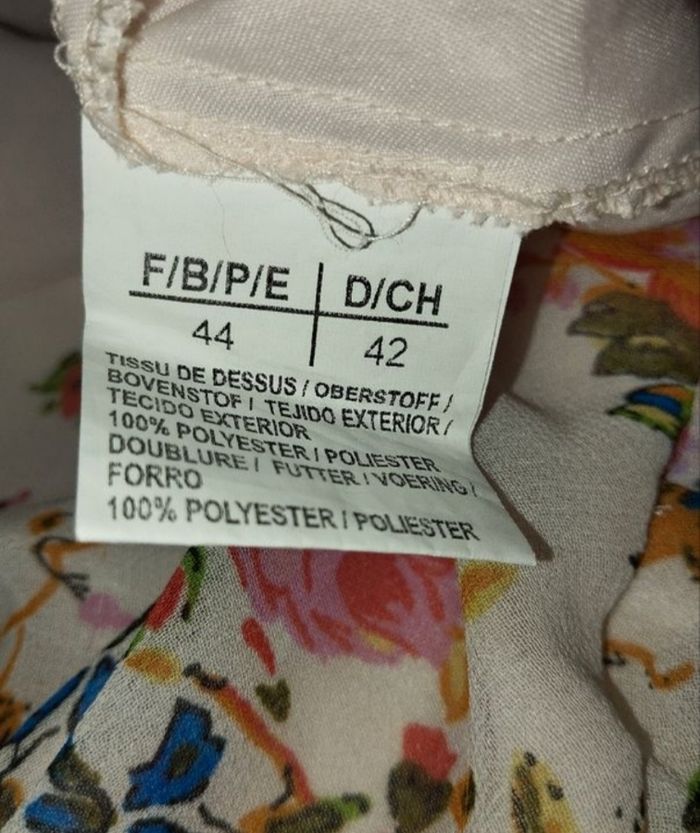 F/B/P/E | D/CH
44 | 42
TISSU DE DESSUS / OBERSTOFF /
BOVENSTOF / TEJIDO EXTERIOR /
TECIDO EXTERIOR
100% POLYESTER / POLIESTER
DOUBLURE / FUTTER / VOERING /
FORRO
100% POLYESTER / POLIESTER